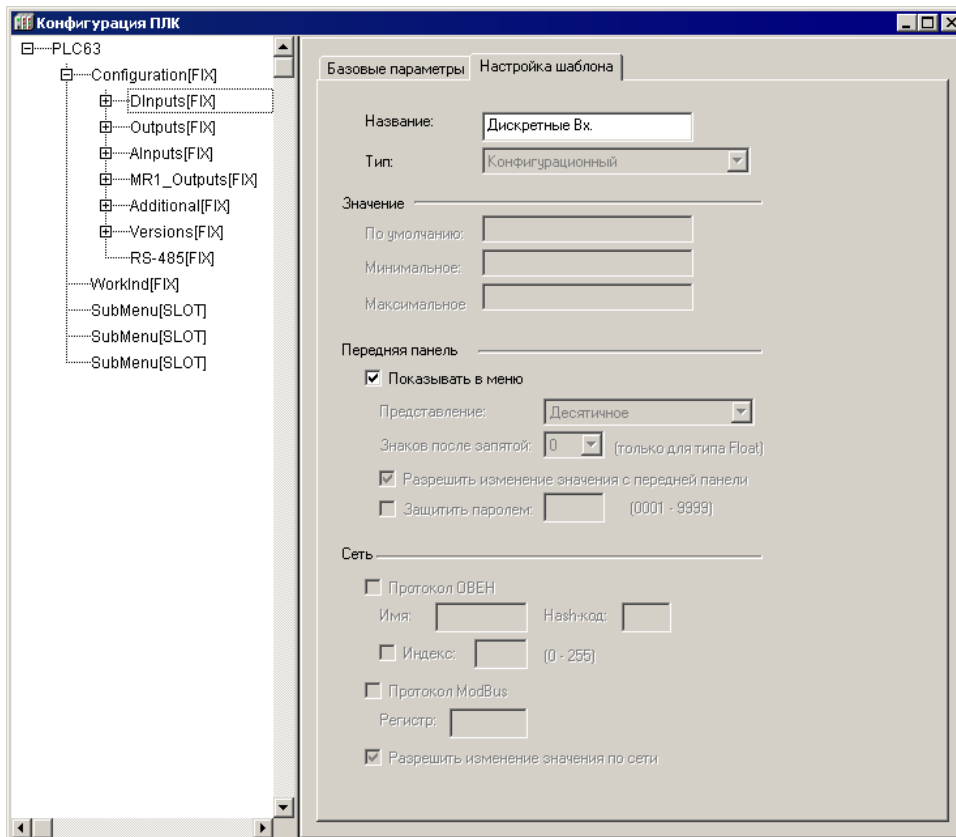 Конфигурация ПЛК
PLC63
Configuration[FIX]
DInputs[FIX]
Outputs[FIX]
AInputs[FIX]
MR1_Outputs[FIX]
Additional[FIX]
Versions[FIX]
RS-485[FIX]
WorkInd[FIX]
SubMenu[SLOT]
SubMenu[SLOT]
SubMenu[SLOT]
Базовые параметры Настройка шаблона
Название: Дискретные Вх.
Тип: Конфигурационный
Значение
По умолчанию:
Минимальное:
Максимальное
Передняя панель
Показывать в меню
Представление: Десятичное
Знаков после запятой: 0 (только для типа Float)
Разрешить изменение значения с передней панели
Защитить паролем: (0001 - 9999)
Сеть
Протокол ОВЕН
Имя: Hash-код:
Индекс: (0 - 255)
Протокол ModBus
Регистр:
Разрешить изменение значения по сети